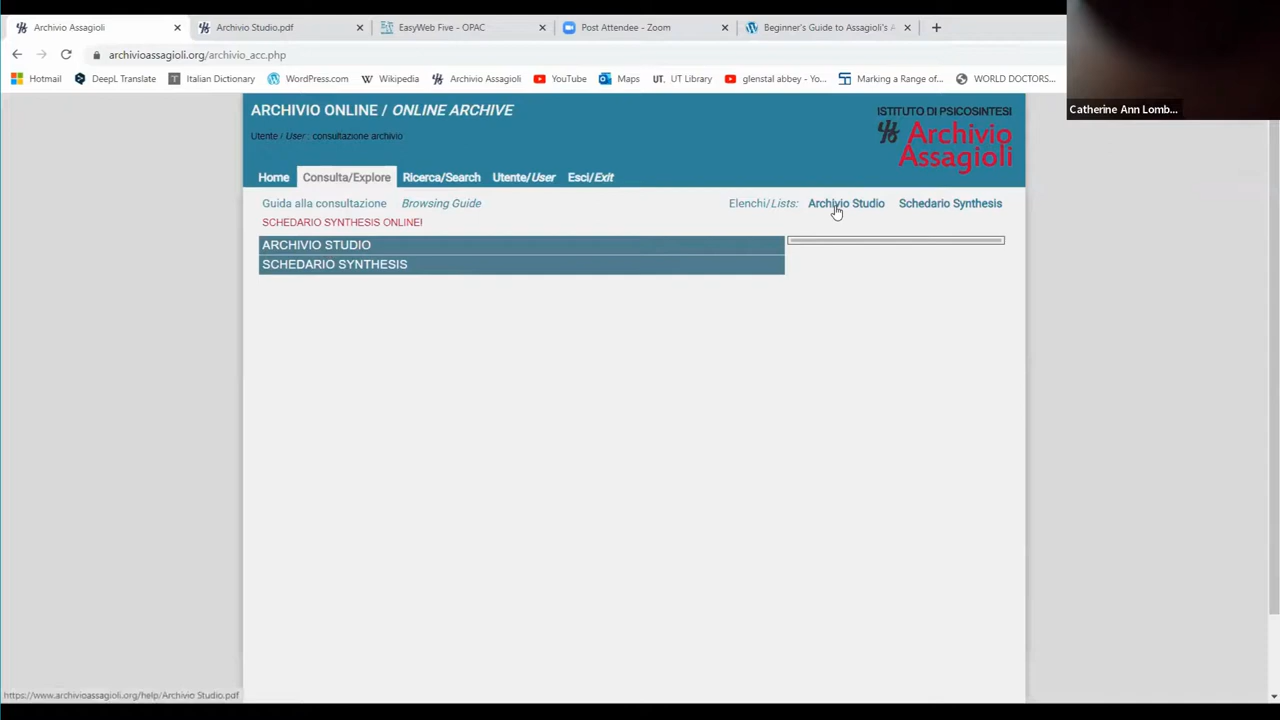 Archivio Assagioli
Archivio Studio.pdf
EasyWeb Five - OPAC
Post Attendee - Zoom
Beginner's Guide to Assagioli's A
archivioassagioli.org/archivio_acc.php
Hotmail DeepL Translate Italian Dictionary WordPress.com Wikipedia Archivio Assagioli YouTube Maps UT. UT Library glenstal abbey - Yo... Marking a Range of... WORLD DOCTORS...
Catherine Ann Lomb...
ARCHIVIO ONLINE / ONLINE ARCHIVE
Utente / User: consultazione archivio
ISTITUTO DI PSICOSINTESI
Archivio
Assagioli
Home Consulta/Explore Ricerca/Search Utente/User Esci/Exit
Guida alla consultazione Browsing Guide
Elenchi/Lists: Archivio Studio Schedario Synthesis
SCHEDARIO SYNTHESIS ONLINE!
ARCHIVIO STUDIO
SCHEDARIO SYNTHESIS
https://www.archivioassagioli.org/help/Archivio Studio.pdf